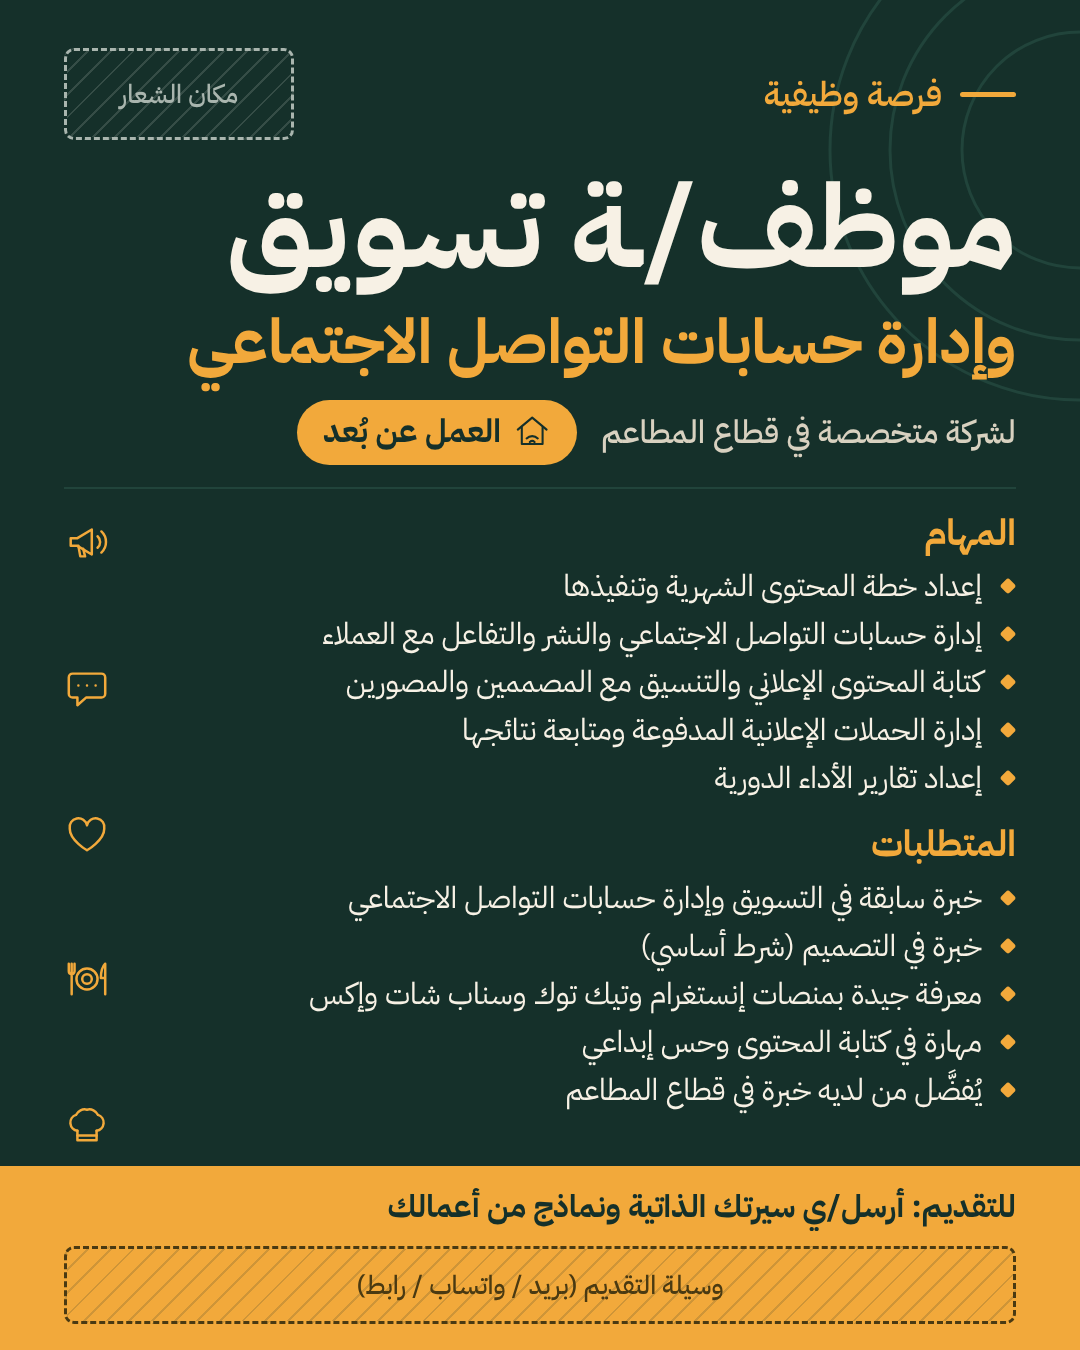 فرصة وظيفية
مكان الشعار
موظف/ة تسويق
وإدارة حسابات التواصل الاجتماعي
لشركة متخصصة في قطاع المطاعم
العمل عن بُعد
المهام
إعداد خطة المحتوى الشهرية وتنفيذها
إدارة حسابات التواصل الاجتماعي والنشر والتفاعل مع العملاء
كتابة المحتوى الإعلاني والتنسيق مع المصممين والمصورين
إدارة الحملات الإعلانية المدفوعة ومتابعة نتائجها
إعداد تقارير الأداء الدورية
المتطلبات
خبرة سابقة في التسويق وإدارة حسابات التواصل الاجتماعي
خبرة في التصميم (شرط أساسي)
معرفة جيدة بمنصات إنستغرام وتيك توك وسناب شات وإكس
مهارة في كتابة المحتوى وحس إبداعي
يُفضَّل من لديه خبرة في قطاع المطاعم
للتقديم: أرسل/ي سيرتك الذاتية ونماذج من أعمالك
وسيلة التقديم (بريد / واتساب / رابط)